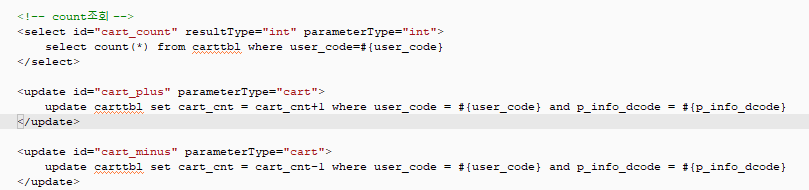 <!-- count조회 -->
<select id="cart_count" resultType="int" parameterType="int">
select count(*) from carttbl where user_code=#{user_code}
</select>
<update id="cart_plus" parameterType="cart">
update carttbl set cart_cnt = cart_cnt+1 where user_code = #{user_code} and p_info_dcode = #{p_info_dcode}
</update>
<update id="cart_minus" parameterType="cart">
update carttbl set cart_cnt = cart_cnt-1 where user_code = #{user_code} and p_info_dcode = #{p_info_dcode}
</update>